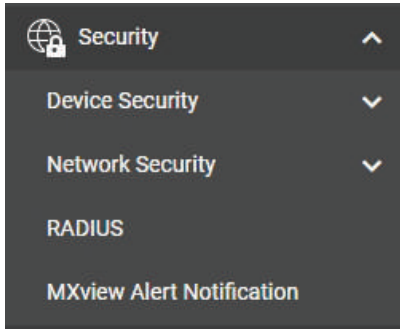 Security
Device Security
Network Security
RADIUS
MXview Alert Notification